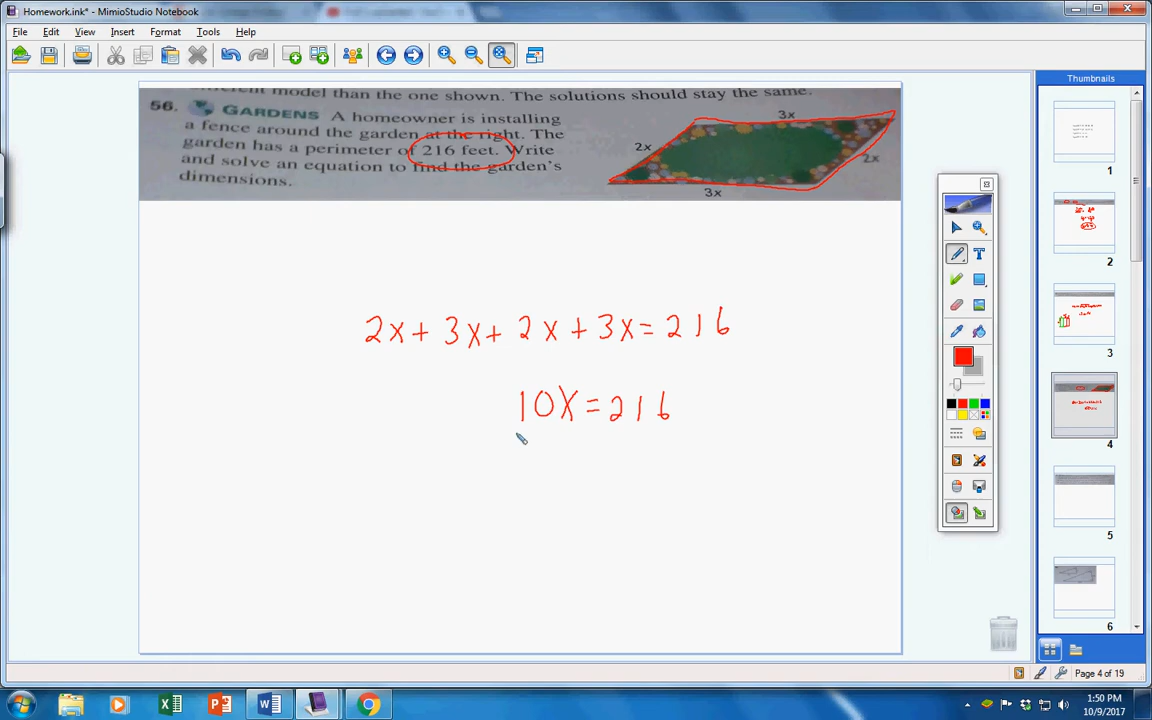 Homework.ink* - MimioStudio Notebook
File Edit View Insert Format Tools Help
different model than the one shown. The solutions should stay the same.
56. GARDENS A homeowner is installing
a fence around the garden at the right. The
garden has a perimeter of 216 feet. Write
and solve an equation to find the garden's
dimensions.
3x
2x
2x
3x
2x + 3x + 2x + 3x = 216
10x = 216
T
Thumbnails
1
2
3
4
5
6
Page 4 of 19
1:50 PM
10/9/2017